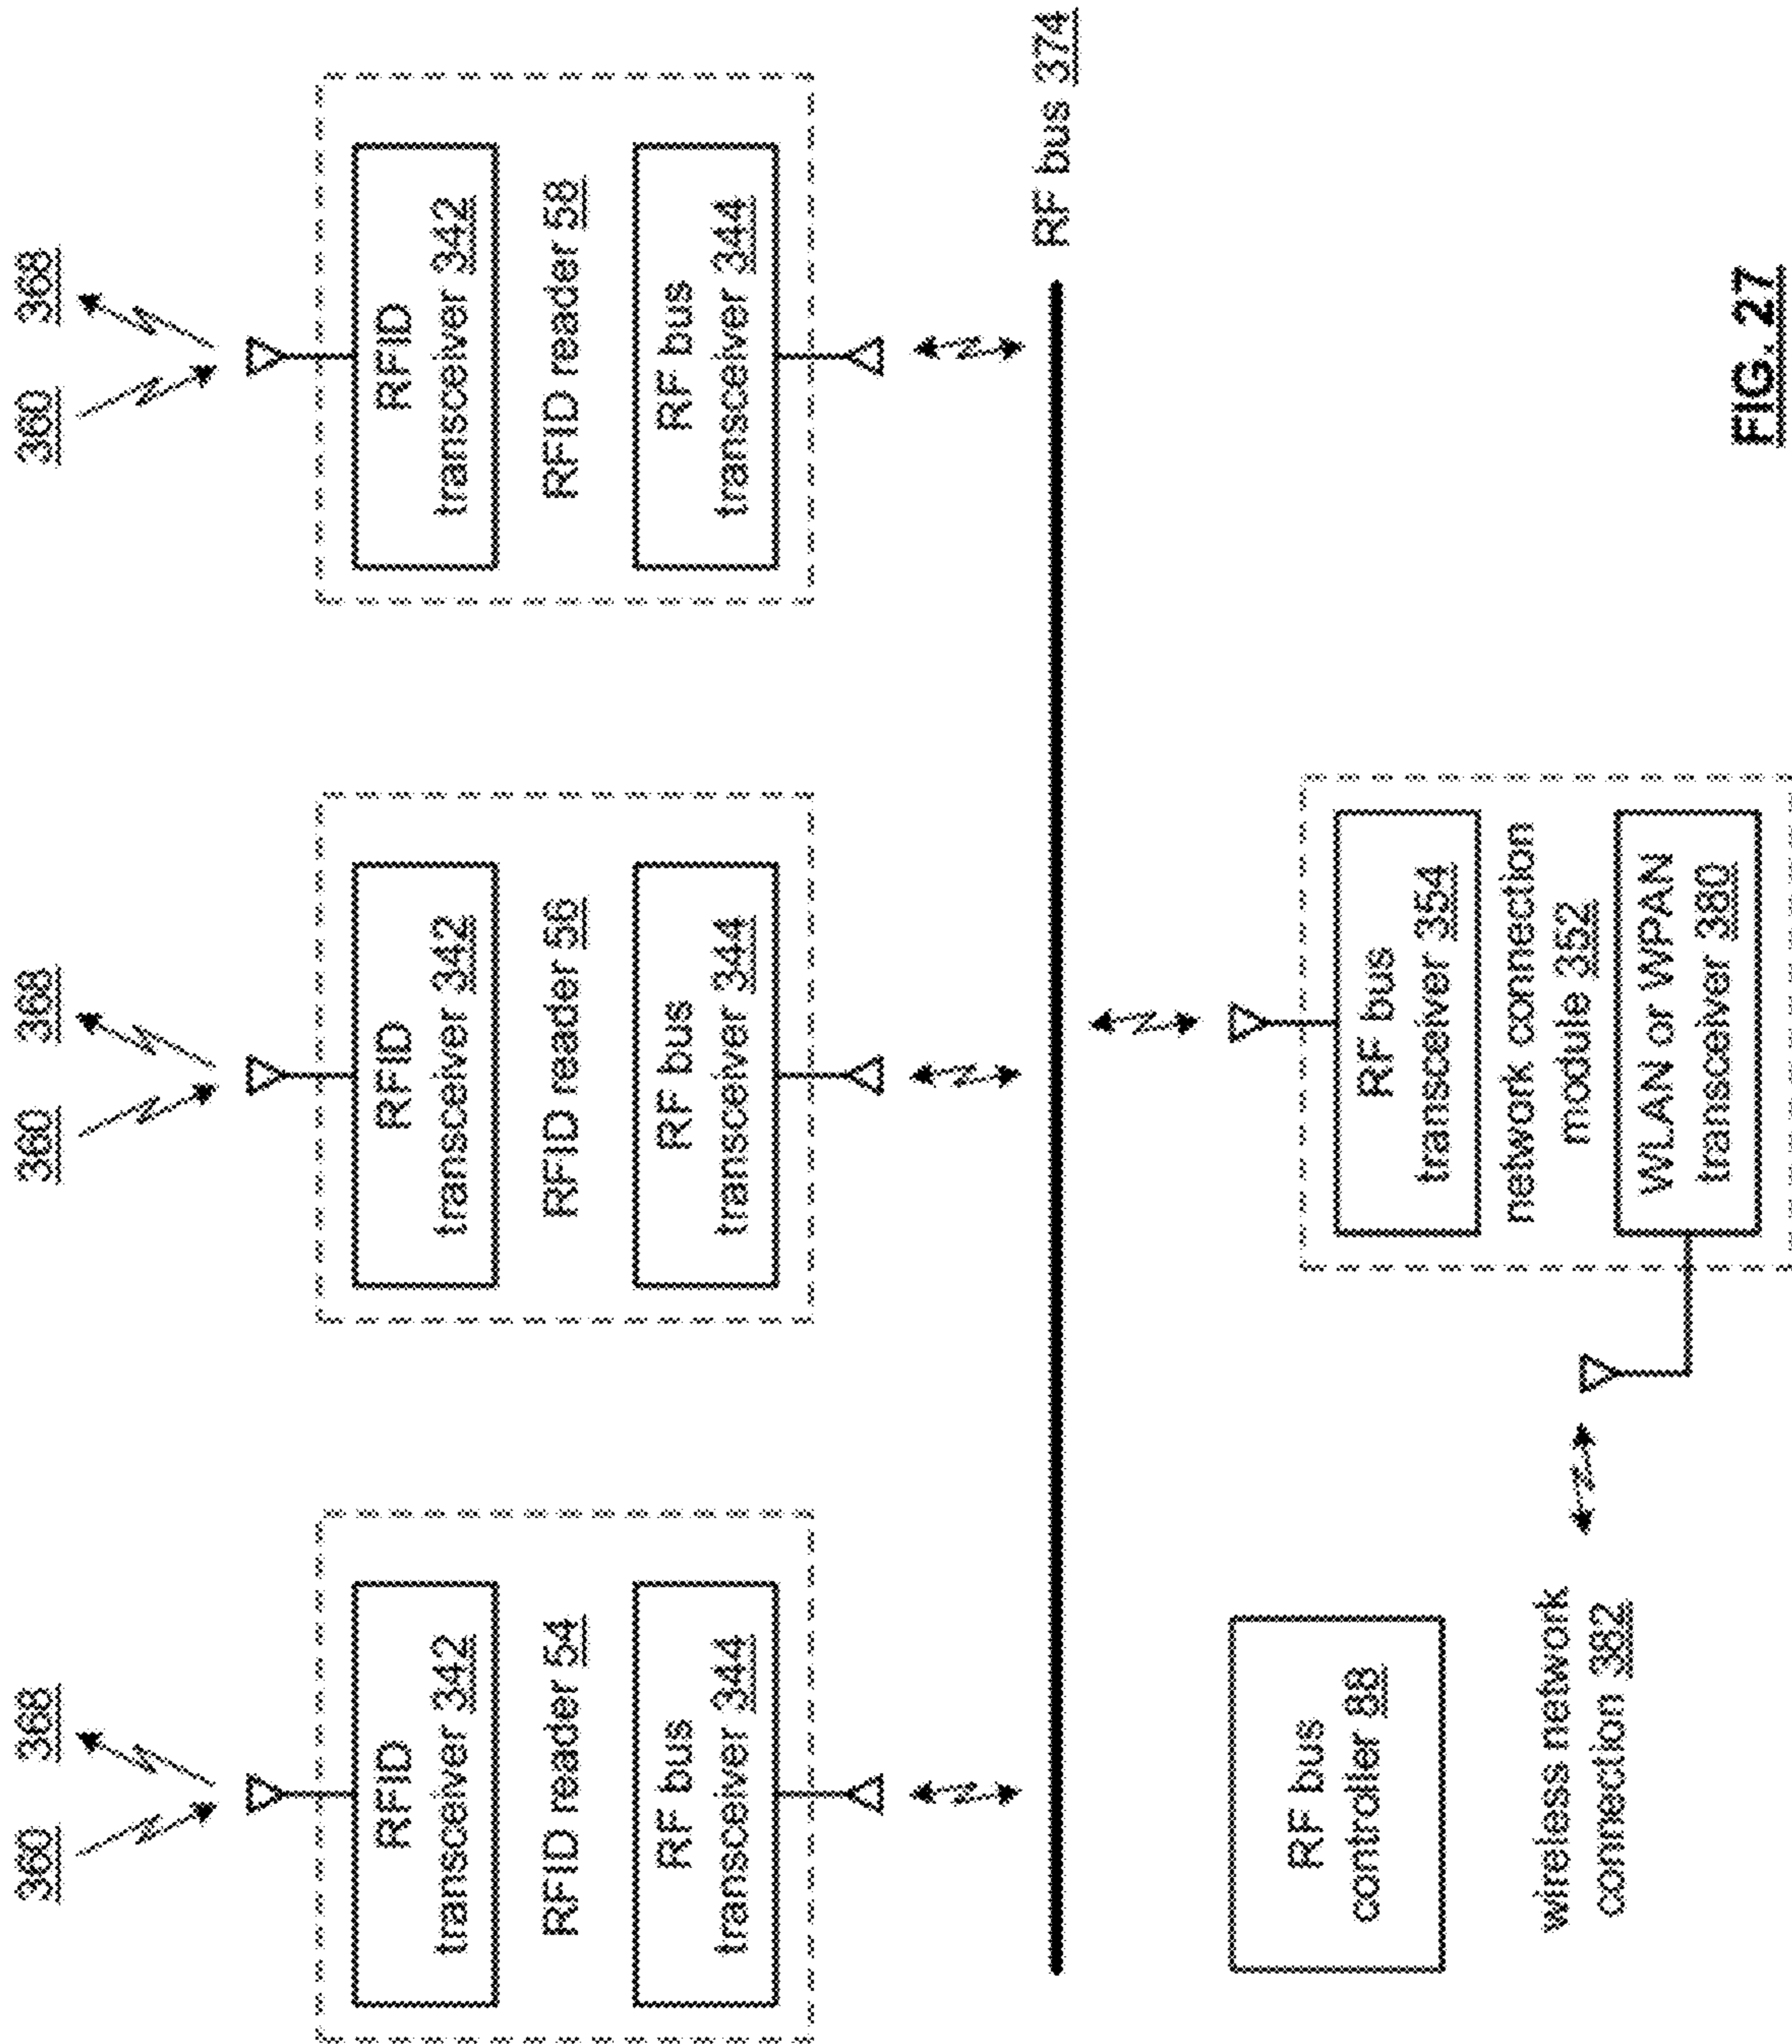 360 368
360 368
360 368
RFID
transceiver 342
RFID reader 54
RF bus
transceiver 344
RFID
transceiver 342
RFID reader 56
RF bus
transceiver 344
RFID
transceiver 342
RFID reader 58
RF bus
transceiver 344
RF bus 374
RF bus
controller 88
RF bus
transceiver 354
network connection
module 352
WLAN or WPAN
transceiver 380
wireless network
connection 382
FIG. 27